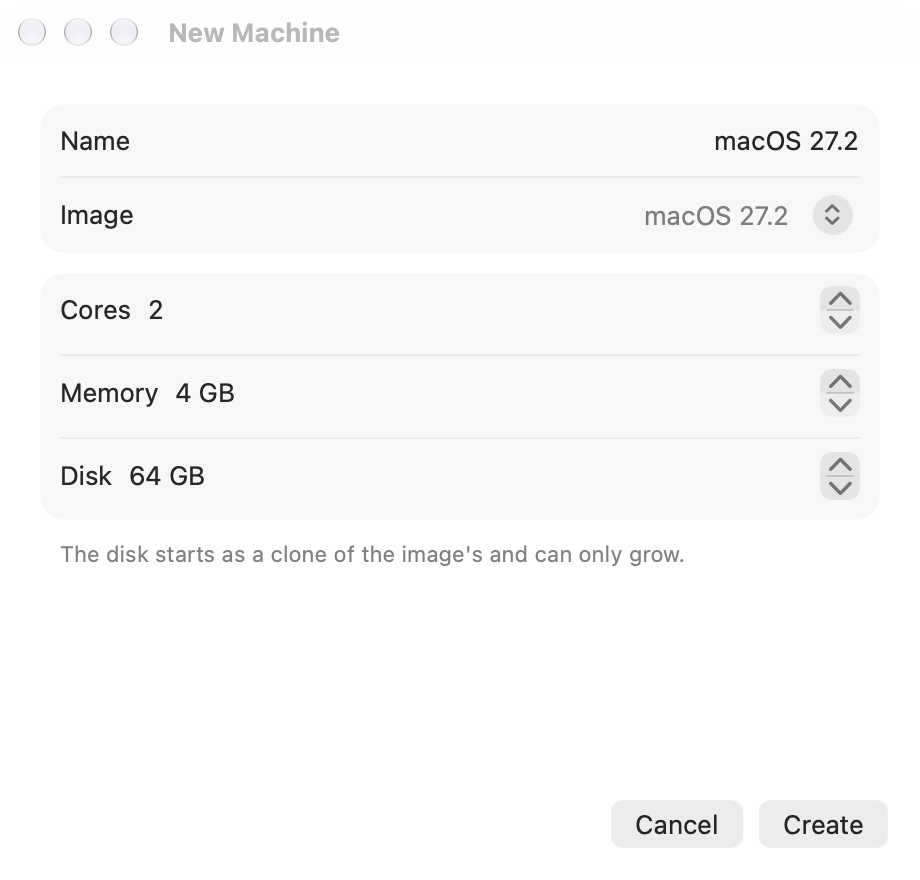 New Machine
Name macOS 27.2
Image macOS 27.2
Cores 2
Memory 4 GB
Disk 64 GB
The disk starts as a clone of the image's and can only grow.
Cancel Create